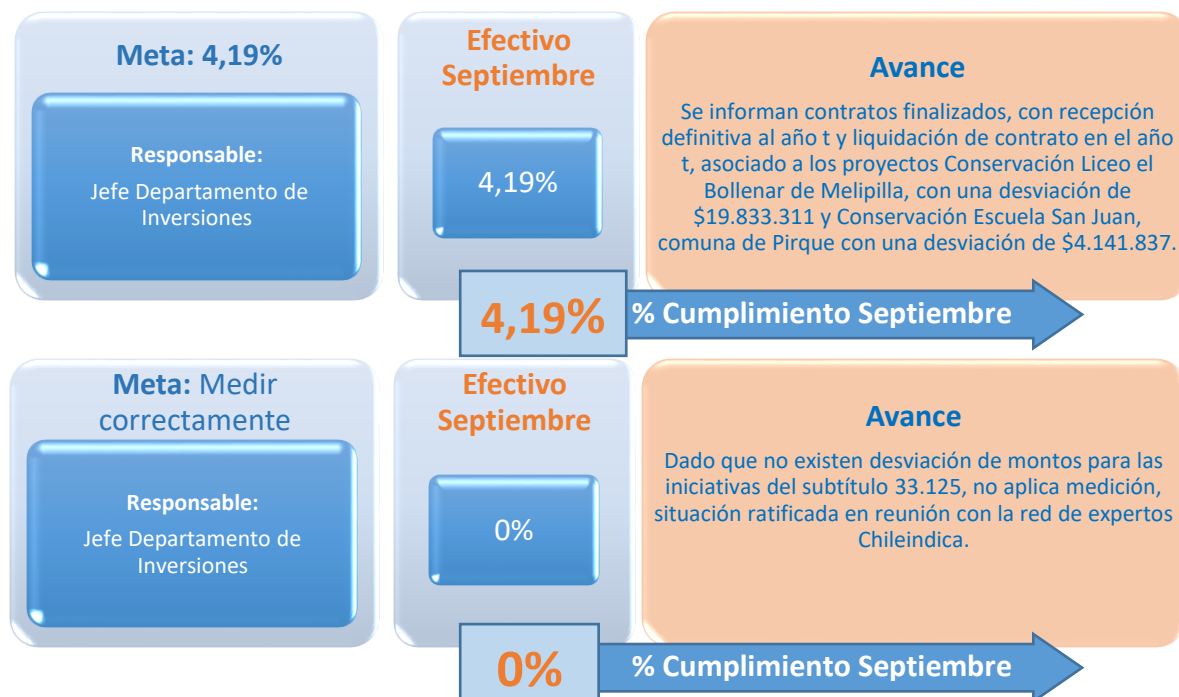 Meta: 4,19%
Responsable:
Jefe Departamento de
Inversiones
Efectivo
Septiembre
4,19%
Avance
Se informan contratos finalizados, con recepción
definitiva al año t y liquidación de contrato en el año
t, asociado a los proyectos Conservación Liceo el
Bollenar de Melipilla, con una desviación de
$19.833.311 y Conservación Escuela San Juan,
comuna de Pirque con una desviación de $4.141.837.
4,19%
% Cumplimiento Septiembre
Meta: Medir
correctamente
Responsable:
Jefe Departamento de
Inversiones
Efectivo
Septiembre
0%
Avance
Dado que no existen desviación de montos para las
iniciativas del subtítulo 33.125, no aplica medición,
situación ratificada en reunión con la red de expertos
Chileindica.
0%
% Cumplimiento Septiembre